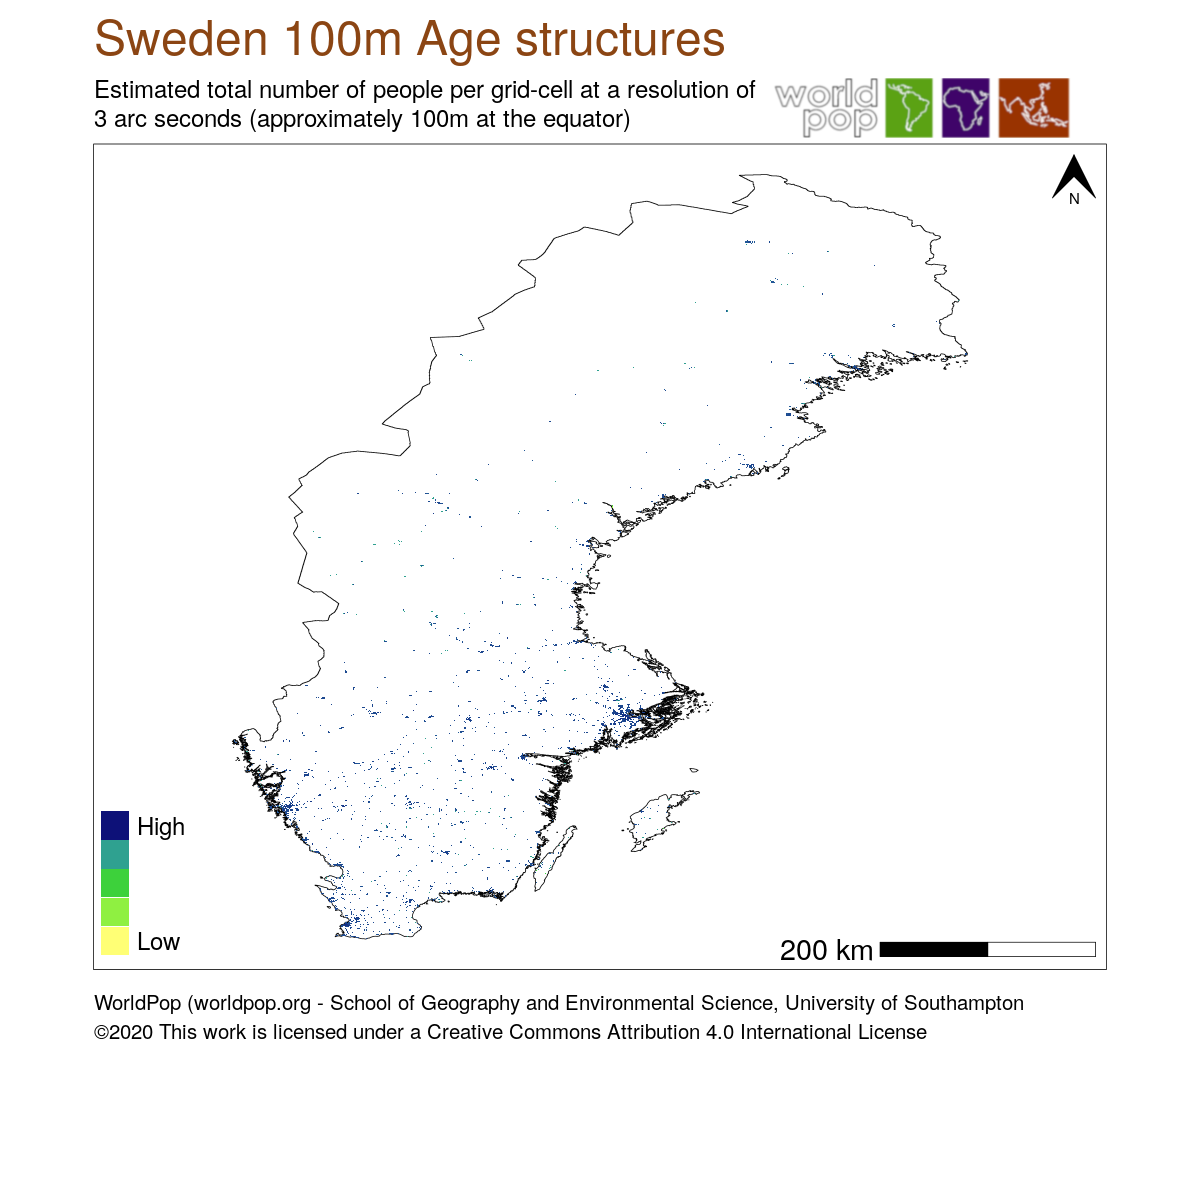 Sweden 100m Age structures
Estimated total number of people per grid-cell at a resolution of
3 arc seconds (approximately 100m at the equator)
world
pop
N
High
Low
200 km
WorldPop (worldpop.org - School of Geography and Environmental Science, University of Southampton
©2020 This work is licensed under a Creative Commons Attribution 4.0 International License